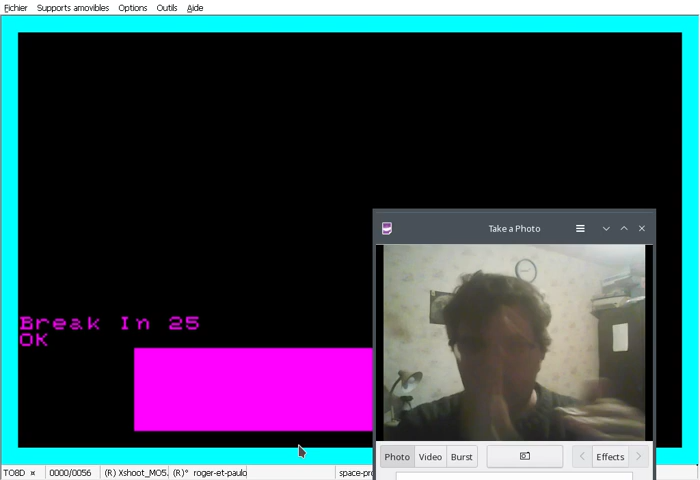 Fichier Supports amovibles Options Outils Aide
Break In 25
OK
Take a Photo
Photo Video Burst
Effects
TO8D 0000/0056 (R) Xshoot_MO5. (R)° roger-et-paulo space-pr